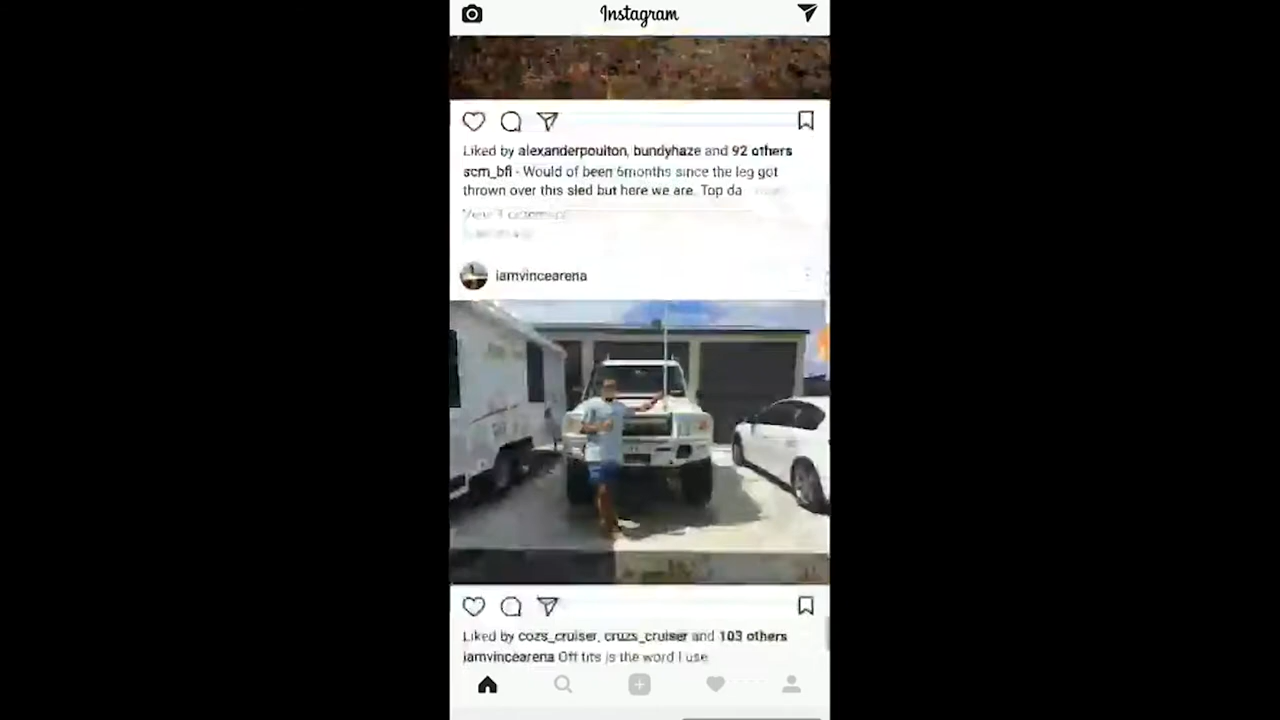 Instagram
Liked by alexanderpoulton, bundyhaze and 92 others
scm_bfl - Would of been 6months since the leg got
thrown over this sled but here we are. Top da
iamvincearena
Liked by cozs_cruiser, cruzs_cruiser and 103 others
iamvincearena Off tits is the word I use